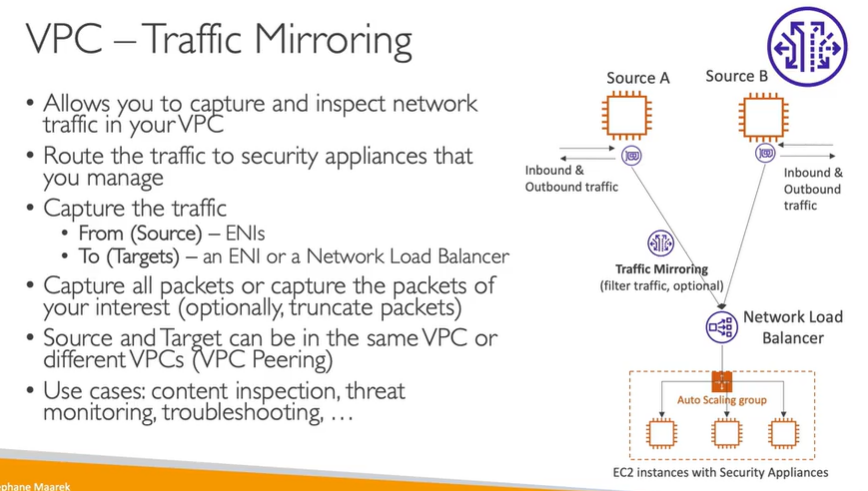 VPC – Traffic Mirroring
• Allows you to capture and inspect network
traffic in your VPC
• Route the traffic to security appliances that
you manage
• Capture the traffic
• From (Source) – ENIs
• To (Targets) – an ENI or a Network Load Balancer
• Capture all packets or capture the packets of
your interest (optionally, truncate packets)
• Source and Target can be in the same VPC or
different VPCs (VPC Peering)
• Use cases: content inspection, threat
monitoring, troubleshooting, …
Source A
Source B
Inbound &
Outbound traffic
Inbound &
Outbound
traffic
Traffic Mirroring
(filter traffic, optional)
Network Load
Balancer
Auto Scaling group
EC2 instances with Security Appliances
phane Maarek